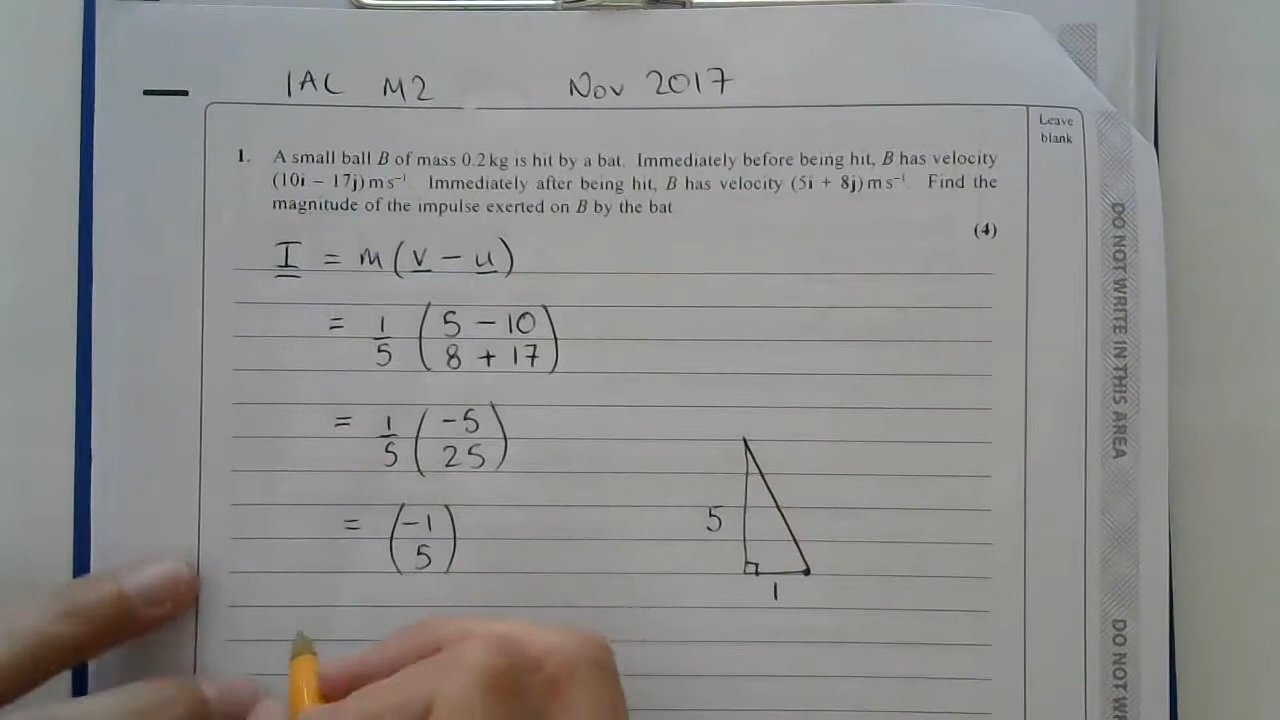 IAC M2 Nov 2017
Leave
blank
1. A small ball B of mass 0.2 kg is hit by a bat. Immediately before being hit, B has velocity
(10i – 17j) m s⁻¹ Immediately after being hit, B has velocity (5i + 8j) m s⁻¹ Find the
magnitude of the impulse exerted on B by the bat
(4)
I = m(v - u)
= 1/5 (5 - 10
8 + 17)
= 1/5 (-5
25)
= (-1
5)
5
1
DO NOT WRITE IN THIS AREA
DO NOT W